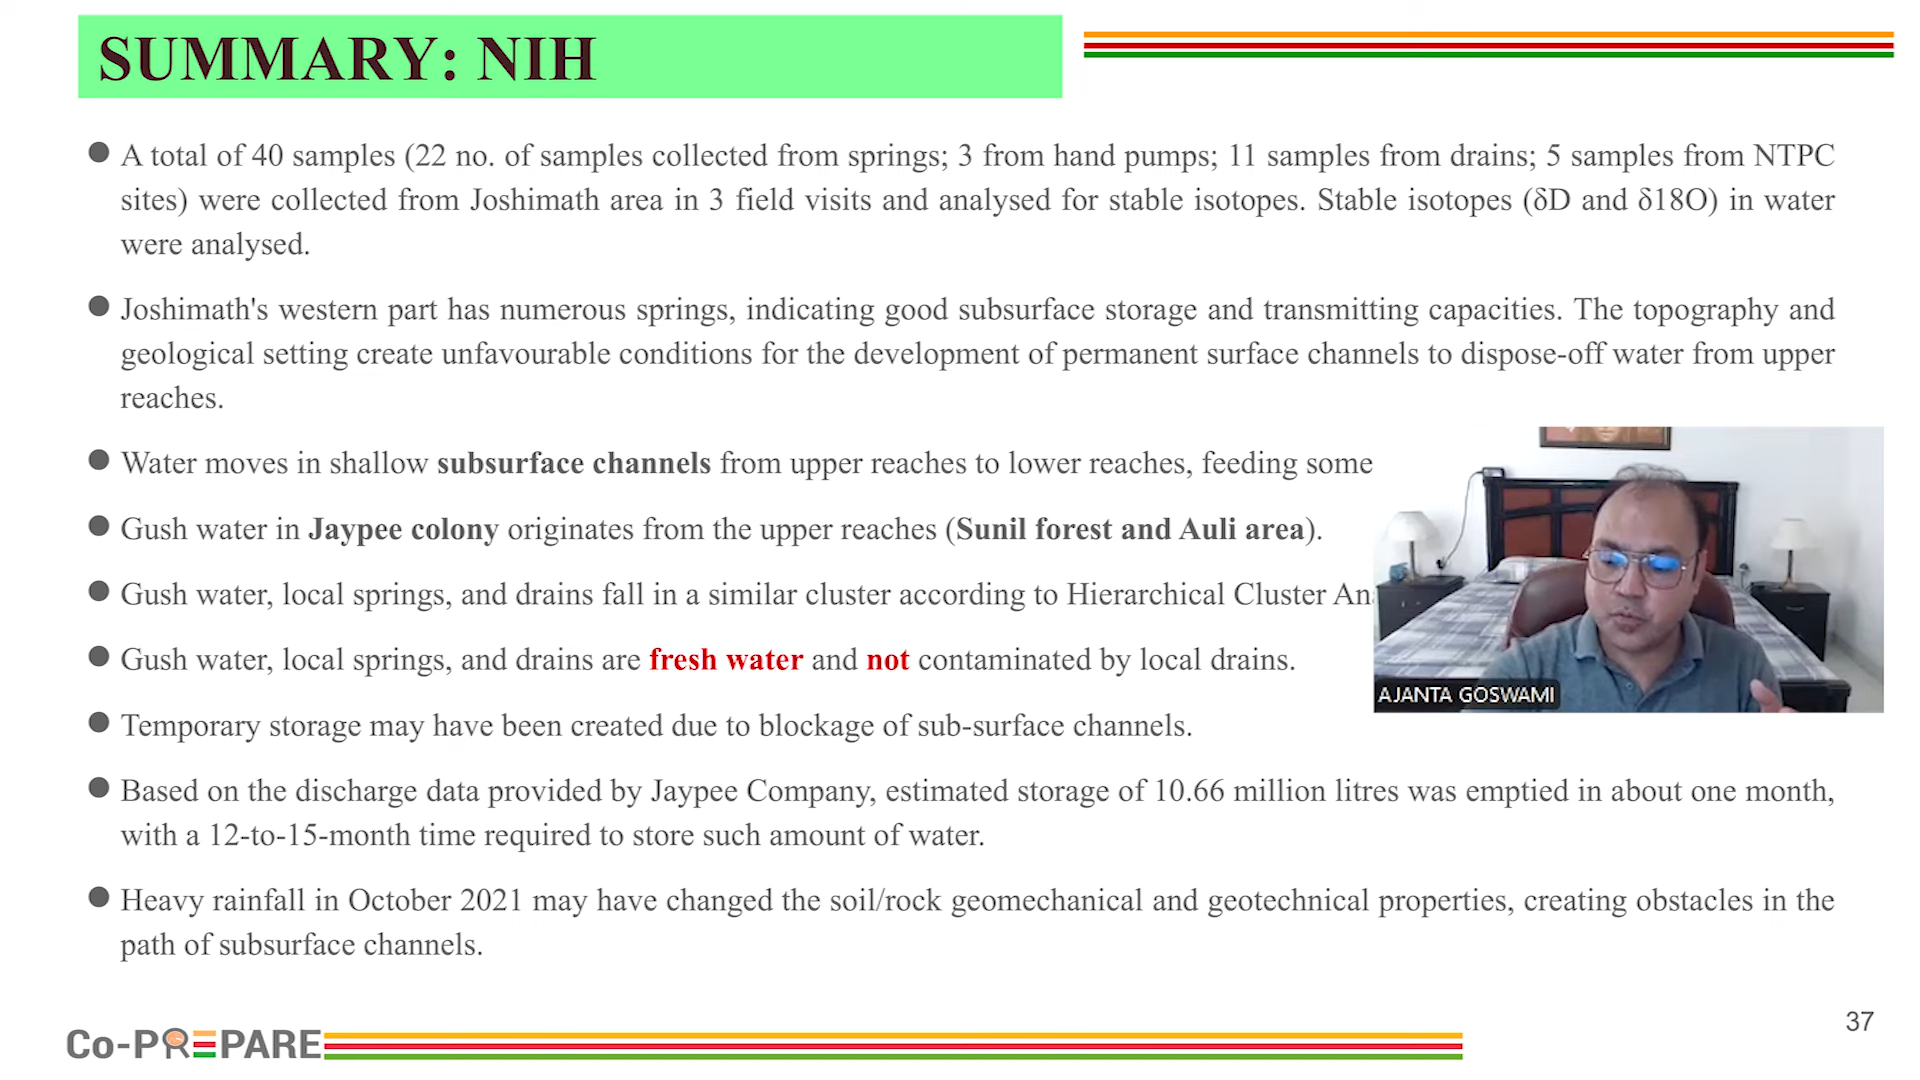 SUMMARY: NIH
● A total of 40 samples (22 no. of samples collected from springs; 3 from hand pumps; 11 samples from drains; 5 samples from NTPC
sites) were collected from Joshimath area in 3 field visits and analysed for stable isotopes. Stable isotopes (δD and δ18O) in water
were analysed.
● Joshimath's western part has numerous springs, indicating good subsurface storage and transmitting capacities. The topography and
geological setting create unfavourable conditions for the development of permanent surface channels to dispose-off water from upper
reaches.
● Water moves in shallow subsurface channels from upper reaches to lower reaches, feeding some
● Gush water in Jaypee colony originates from the upper reaches (Sunil forest and Auli area).
● Gush water, local springs, and drains fall in a similar cluster according to Hierarchical Cluster
● Gush water, local springs, and drains are fresh water and not contaminated by local drains.
AJANTA GOSWAMI
● Temporary storage may have been created due to blockage of sub-surface channels.
● Based on the discharge data provided by Jaypee Company, estimated storage of 10.66 million litres was emptied in about one month,
with a 12-to-15-month time required to store such amount of water.
● Heavy rainfall in October 2021 may have changed the soil/rock geomechanical and geotechnical properties, creating obstacles in the
path of subsurface channels.
37
Co-PREPARE